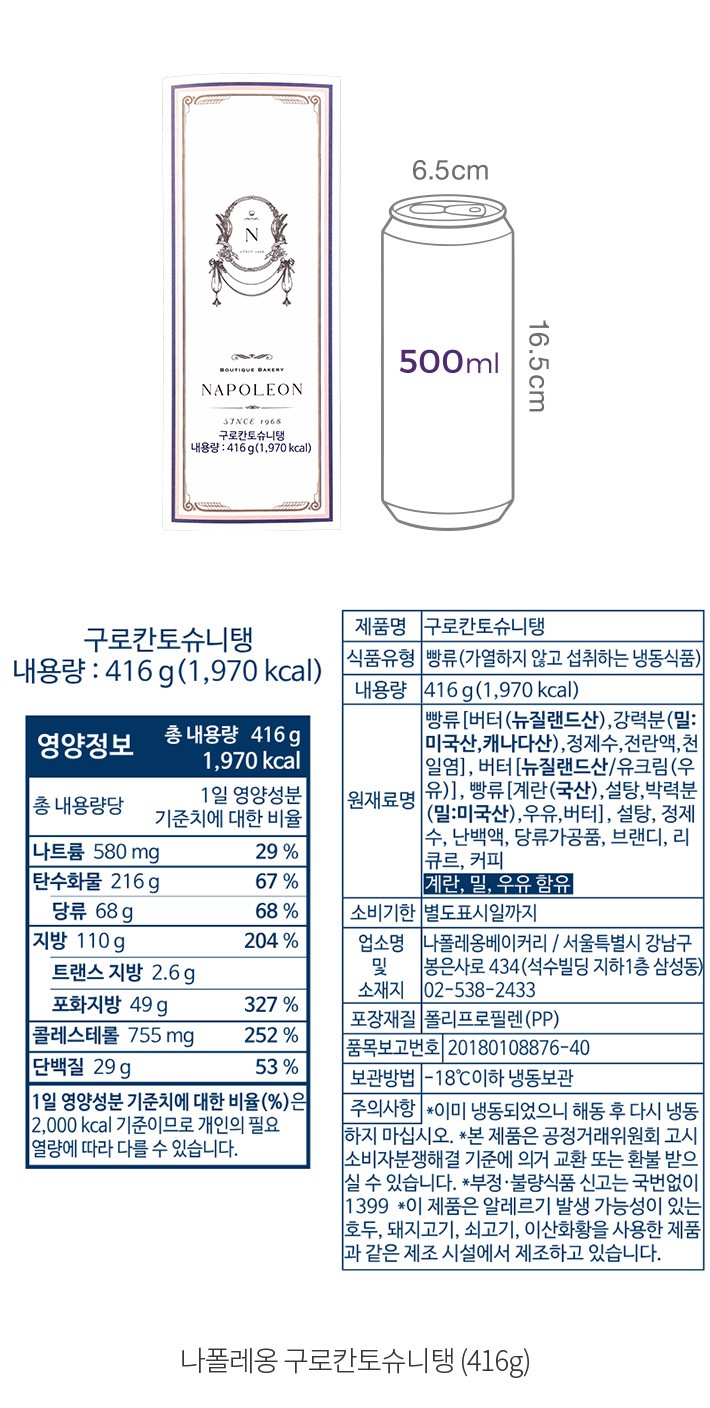 6.5cm
N
SINCE 1968
BOUTIQUE BAKERY
NAPOLEON
SINCE 1968
구로칸토슈니탱
내용량 : 416 g(1,970 kcal)
500ml
16.5cm
구로칸토슈니탱
내용량 : 416 g(1,970 kcal)
영양정보
총 내용량 416 g
1,970 kcal
총 내용량당
1일 영양성분
기준치에 대한 비율
나트륨 580 mg 29 %
탄수화물 216 g 67 %
당류 68 g 68 %
지방 110 g 204 %
트랜스 지방 2.6 g
포화지방 49 g 327 %
콜레스테롤 755 mg 252 %
단백질 29 g 53 %
1일 영양성분 기준치에 대한 비율(%)은
2,000 kcal 기준이므로 개인의 필요
열량에 따라 다를 수 있습니다.
제품명 구로칸토슈니탱
식품유형 빵류(가열하지 않고 섭취하는 냉동식품)
내용량 416 g(1,970 kcal)
원재료명
빵류 [버터(뉴질랜드산),강력분(밀:
미국산,캐나다산),정제수,전란액,천
일염], 버터[뉴질랜드산/유크림(우
유)], 빵류 [계란(국산),설탕,박력분
(밀:미국산),우유,버터], 설탕, 정제
수, 난백액, 당류가공품, 브랜디, 리
큐르, 커피
계란, 밀, 우유 함유
소비기한 별도표시일까지
업소명
및
소재지
나폴레옹베이커리 / 서울특별시 강남구
봉은사로 434(석수빌딩 지하1층 삼성동)
02-538-2433
포장재질 폴리프로필렌(PP)
품목보고번호 20180108876-40
보관방법 -18℃이하 냉동보관
주의사항 *이미 냉동되었으니 해동 후 다시 냉동
하지 마십시오. *본 제품은 공정거래위원회 고시
소비자분쟁해결 기준에 의거 교환 또는 환불 받으
실 수 있습니다. *부정·불량식품 신고는 국번없이
1399 *이 제품은 알레르기 발생 가능성이 있는
호두, 돼지고기, 쇠고기, 이산화황을 사용한 제품
과 같은 제조 시설에서 제조하고 있습니다.
나폴레옹 구로칸토슈니탱 (416g)